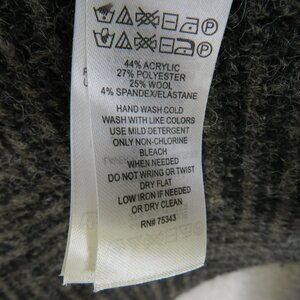 44% ACRYLIC
27% POLYESTER
25% WOOL
4% SPANDEX/ELASTANE
HAND WASH COLD
WASH WITH LIKE COLORS
USE MILD DETERGENT
ONLY NON-CHLORINE
BLEACH
WHEN NEEDED
DO NOT WRING OR TWIST
DRY FLAT
LOW IRON IF NEEDED
OR DRY CLEAN
RN# 75343